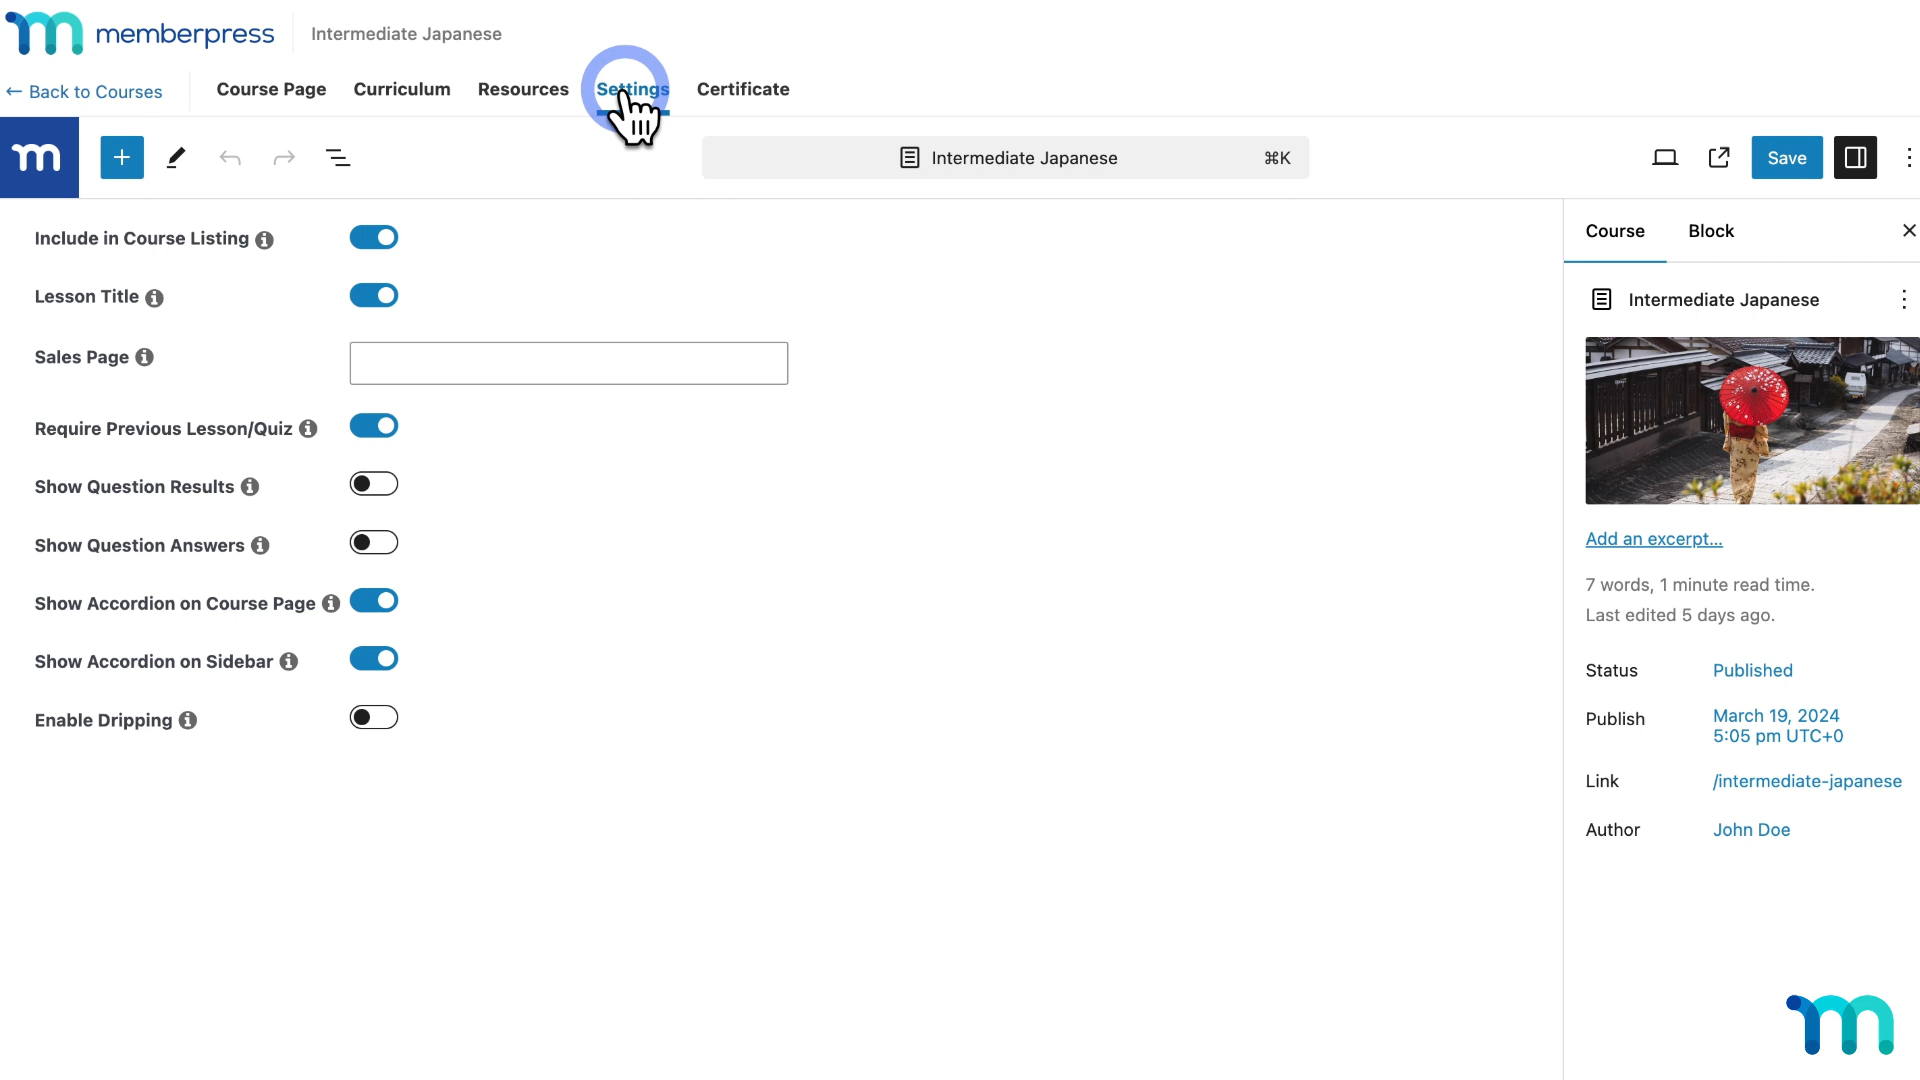 memberpress
Intermediate Japanese
← Back to Courses
Course Page
Curriculum
Resources
Settings
Certificate
Intermediate Japanese
⌘K
Save
Include in Course Listing
Lesson Title
Sales Page
Require Previous Lesson/Quiz
Show Question Results
Show Question Answers
Show Accordion on Course Page
Show Accordion on Sidebar
Enable Dripping
Course
Block
Intermediate Japanese
Add an excerpt...
7 words, 1 minute read time.
Last edited 5 days ago.
Status
Published
Publish
March 19, 2024
5:05 pm UTC+0
Link
/intermediate-japanese
Author
John Doe